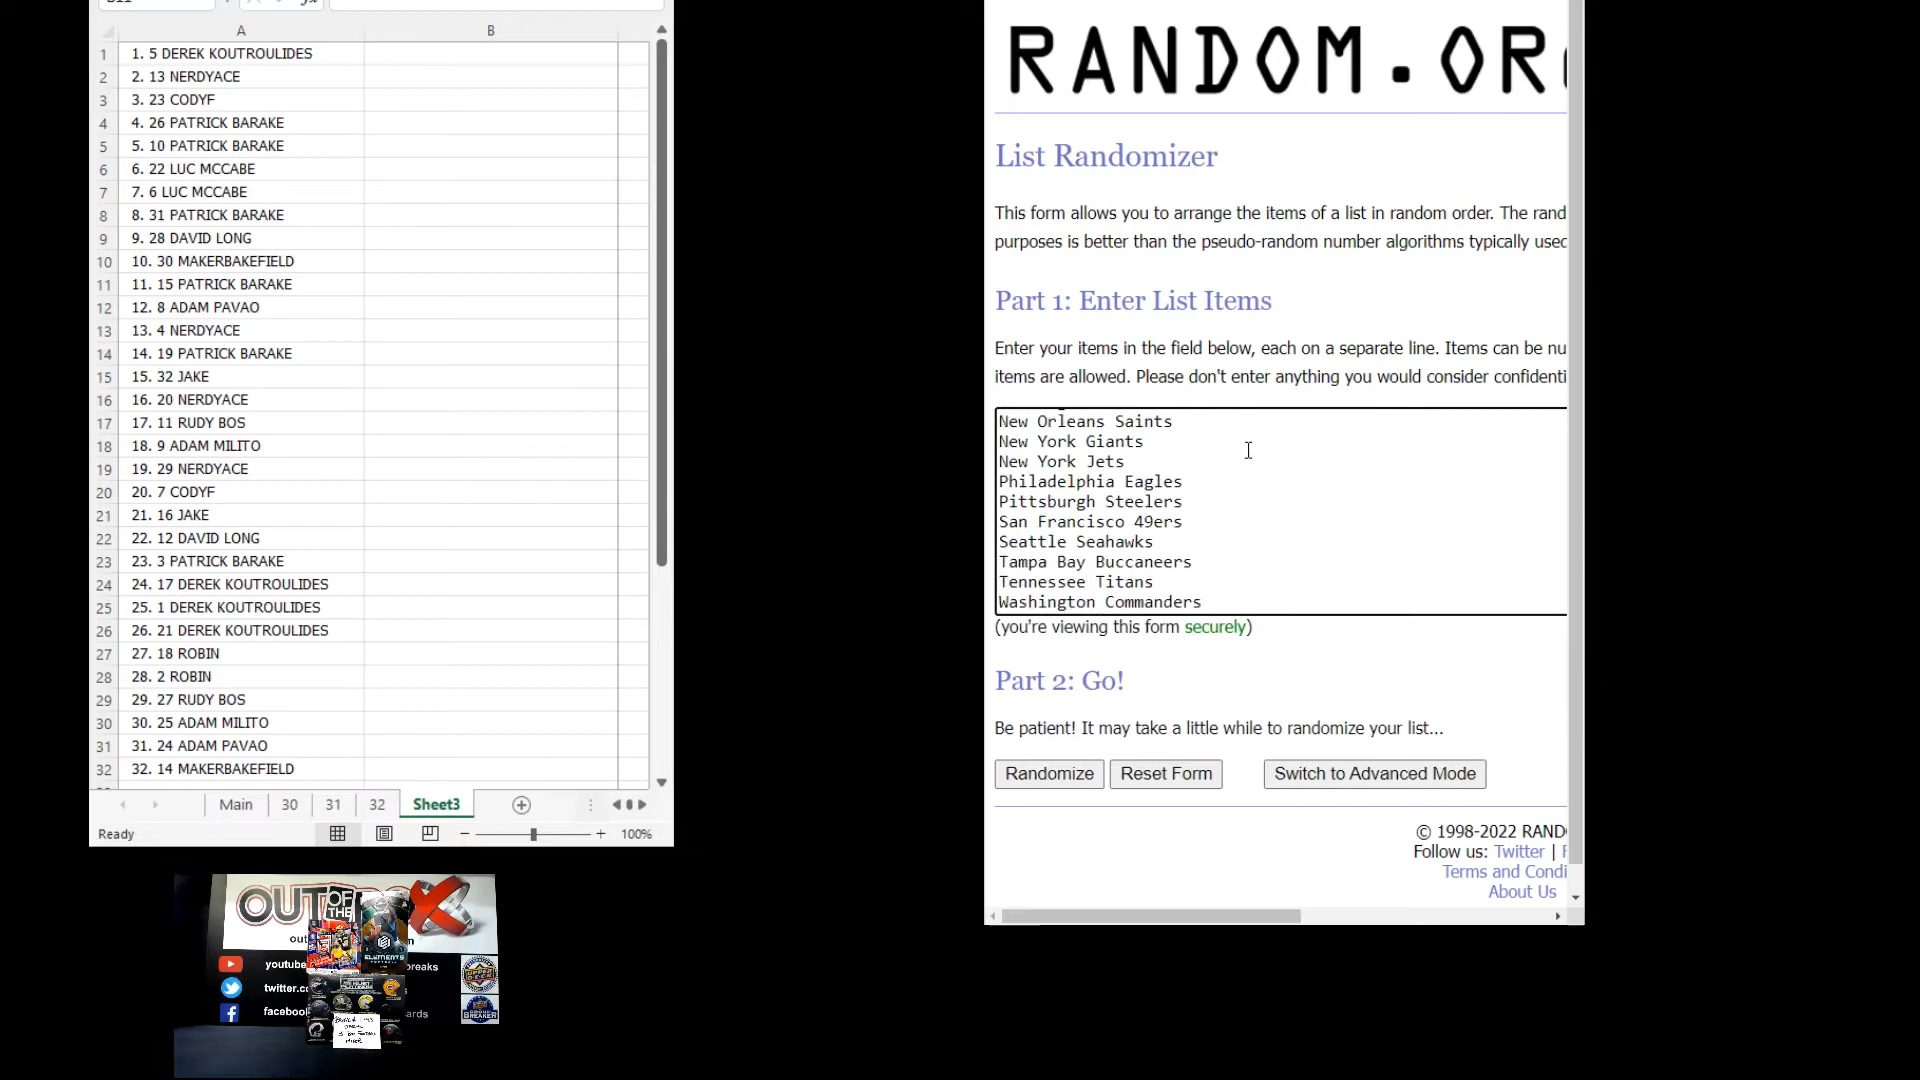 A
B
1 1. 5 DEREK KOUTROULIDES
2 2. 13 NERDYACE
3 3. 23 CODYF
4 4. 26 PATRICK BARAKE
5 5. 10 PATRICK BARAKE
6 6. 22 LUC MCCABE
7 7. 6 LUC MCCABE
8 8. 31 PATRICK BARAKE
9 9. 28 DAVID LONG
10 10. 30 MAKERBAKEFIELD
11 11. 15 PATRICK BARAKE
12 12. 8 ADAM PAVAO
13 13. 4 NERDYACE
14 14. 19 PATRICK BARAKE
15 15. 32 JAKE
16 16. 20 NERDYACE
17 17. 11 RUDY BOS
18 18. 9 ADAM MILITO
19 19. 29 NERDYACE
20 20. 7 CODYF
21 21. 16 JAKE
22 22. 12 DAVID LONG
23 23. 3 PATRICK BARAKE
24 24. 17 DEREK KOUTROULIDES
25 25. 1 DEREK KOUTROULIDES
26 26. 21 DEREK KOUTROULIDES
27 27. 18 ROBIN
28 28. 2 ROBIN
29 29. 27 RUDY BOS
30 30. 25 ADAM MILITO
31 31. 24 ADAM PAVAO
32 32. 14 MAKERBAKEFIELD
Main 30 31 32 Sheet3
Ready 100%
RANDOM.OR
List Randomizer
This form allows you to arrange the items of a list in random order. The rand
purposes is better than the pseudo-random number algorithms typically used
Part 1: Enter List Items
Enter your items in the field below, each on a separate line. Items can be nu
items are allowed. Please don't enter anything you would consider confidenti
New Orleans Saints
New York Giants
New York Jets
Philadelphia Eagles
Pittsburgh Steelers
San Francisco 49ers
Seattle Seahawks
Tampa Bay Buccaneers
Tennessee Titans
Washington Commanders
(you're viewing this form securely)
Part 2: Go!
Be patient! It may take a little while to randomize your list...
Randomize Reset Form Switch to Advanced Mode
© 1998-2022 RAND
Follow us: Twitter |
Terms and Condi
About Us
OUT OF THE
out
youtube reaks
twitter.c
facebook ards
ELEMENTS
UPPER DECK
GROUP BREAKER